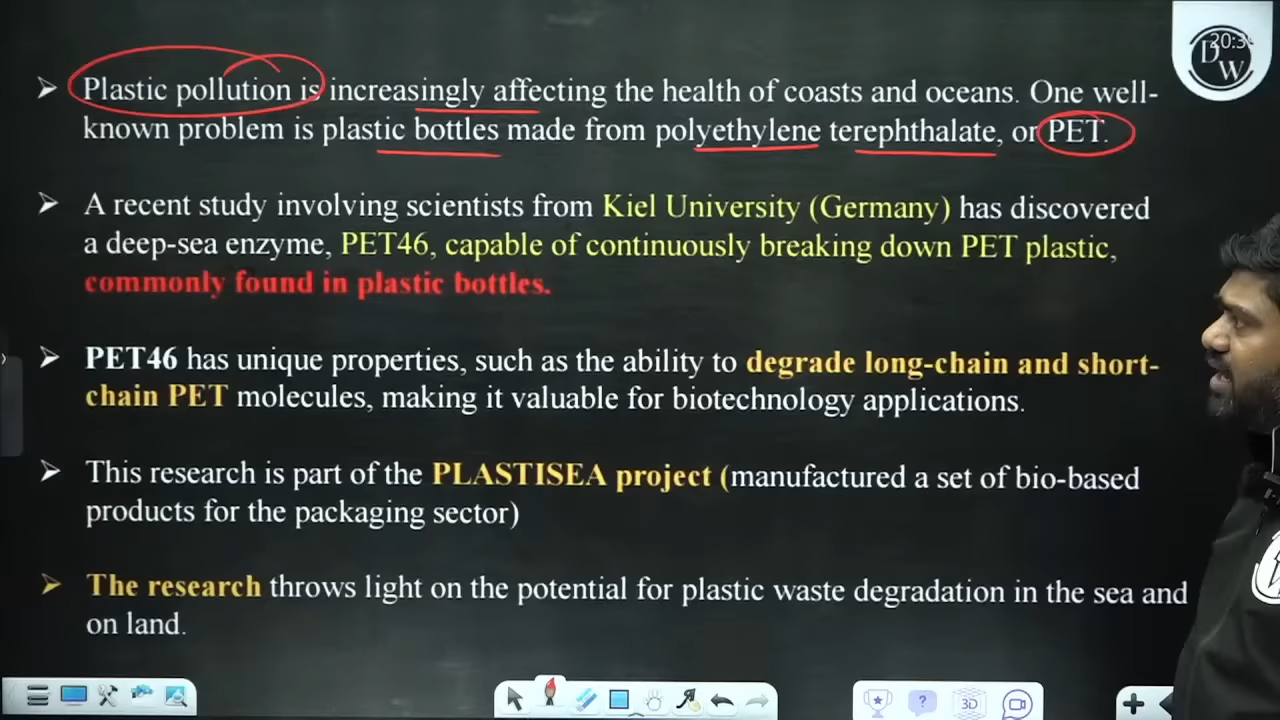 20:3
D W
➤ Plastic pollution is increasingly affecting the health of coasts and oceans. One well-
known problem is plastic bottles made from polyethylene terephthalate, or PET.
➤ A recent study involving scientists from Kiel University (Germany) has discovered
a deep-sea enzyme, PET46, capable of continuously breaking down PET plastic,
commonly found in plastic bottles.
➤ PET46 has unique properties, such as the ability to degrade long-chain and short-
chain PET molecules, making it valuable for biotechnology applications.
➤ This research is part of the PLASTISEA project (manufactured a set of bio-based
products for the packaging sector)
➤ The research throws light on the potential for plastic waste degradation in the sea and
on land.
3D